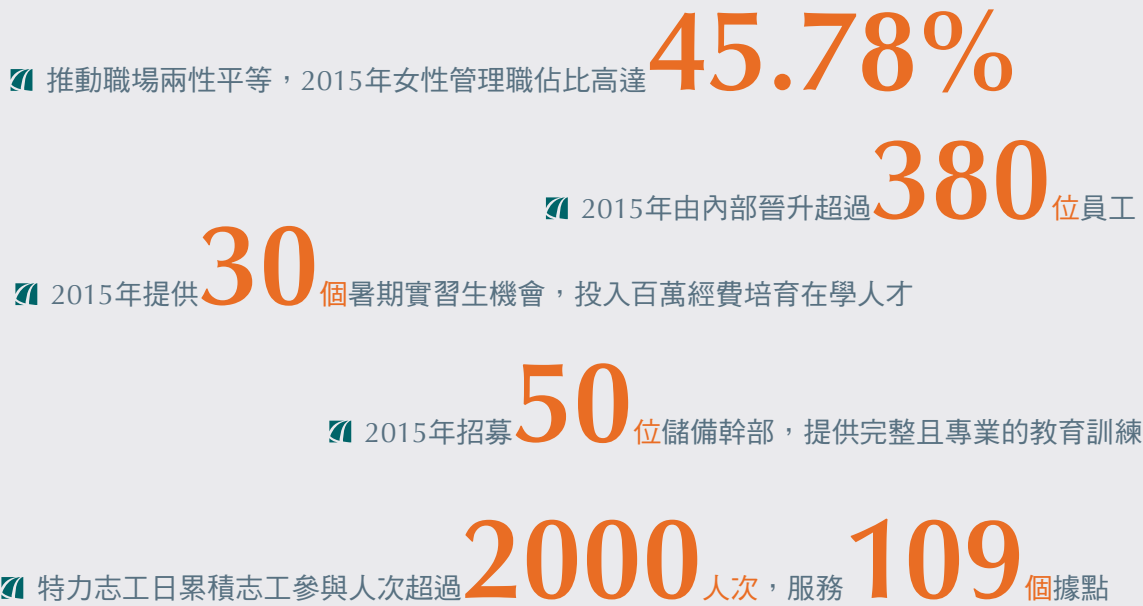 推動職場兩性平等，2015年女性管理職佔比高達45.78%
2015年由內部晉升超過380位員工
2015年提供30個暑期實習生機會，投入百萬經費培育在學人才
2015年招募50位儲備幹部，提供完整且專業的教育訓練
特力志工日累積志工參與人次超過2000人次，服務109個據點